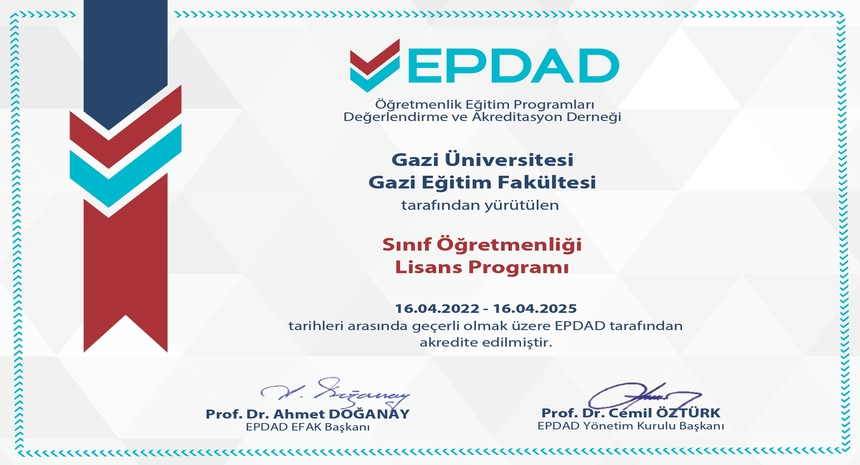 EPDAD
Öğretmenlik Eğitim Programları
Değerlendirme ve Akreditasyon Derneği
Gazi Üniversitesi
Gazi Eğitim Fakültesi
tarafından yürütülen
Sınıf Öğretmenliği
Lisans Programı
16.04.2022 - 16.04.2025
tarihleri arasında geçerli olmak üzere EPDAD tarafından
akredite edilmiştir.
Prof. Dr. Ahmet DOĞANAY
EPDAD EFAK Başkanı
Prof. Dr. Cemil ÖZTÜRK
EPDAD Yönetim Kurulu Başkanı